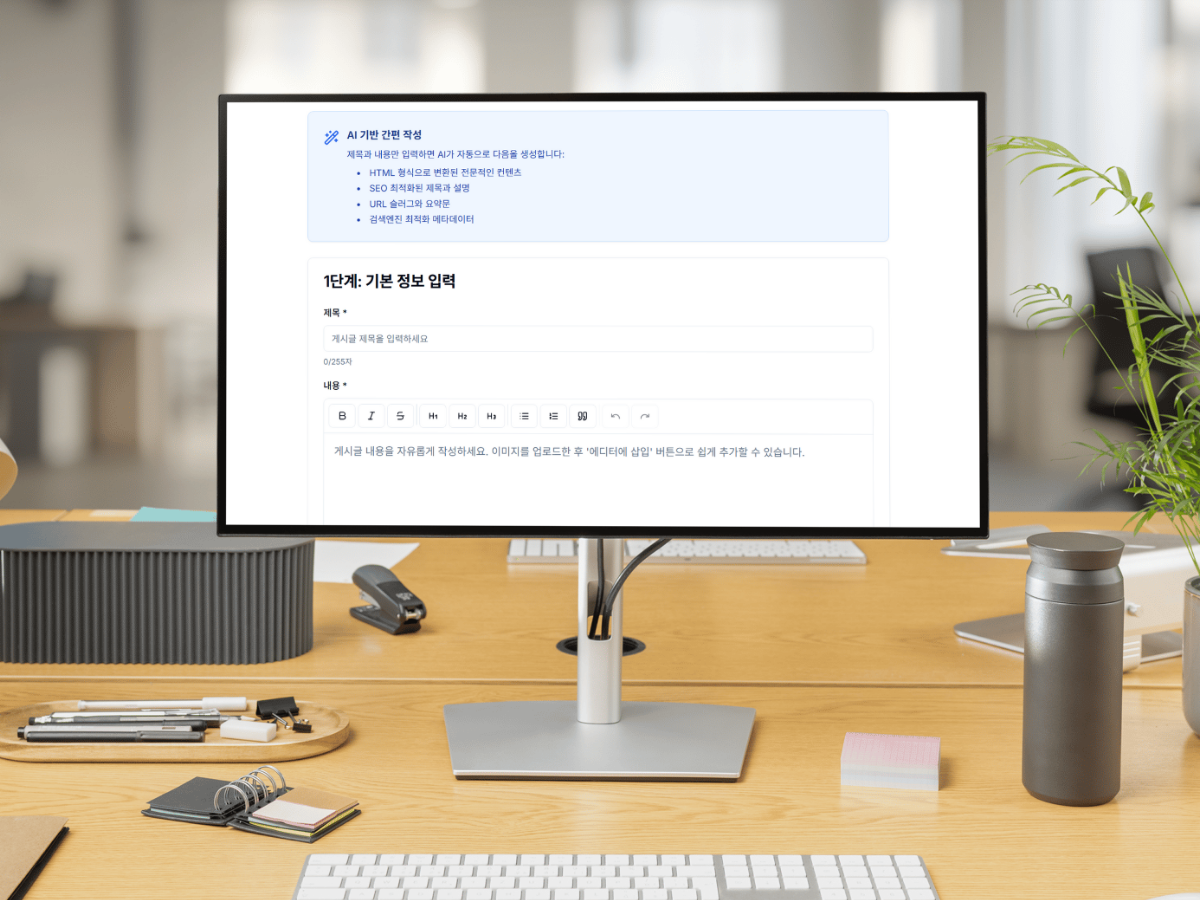 AI 기반 간편 작성
제목과 내용만 입력하면 AI가 자동으로 다음을 생성합니다:
• HTML 형식으로 변환된 전문적인 컨텐츠
• SEO 최적화된 제목과 설명
• URL 슬러그와 요약문
• 검색엔진 최적화 메타데이터
1단계: 기본 정보 입력
제목 *
게시글 제목을 입력하세요
0/255자
내용 *
B I S H1 H2 H3
게시글 내용을 자유롭게 작성하세요. 이미지를 업로드한 후 '에디터에 삽입' 버튼으로 쉽게 추가할 수 있습니다.